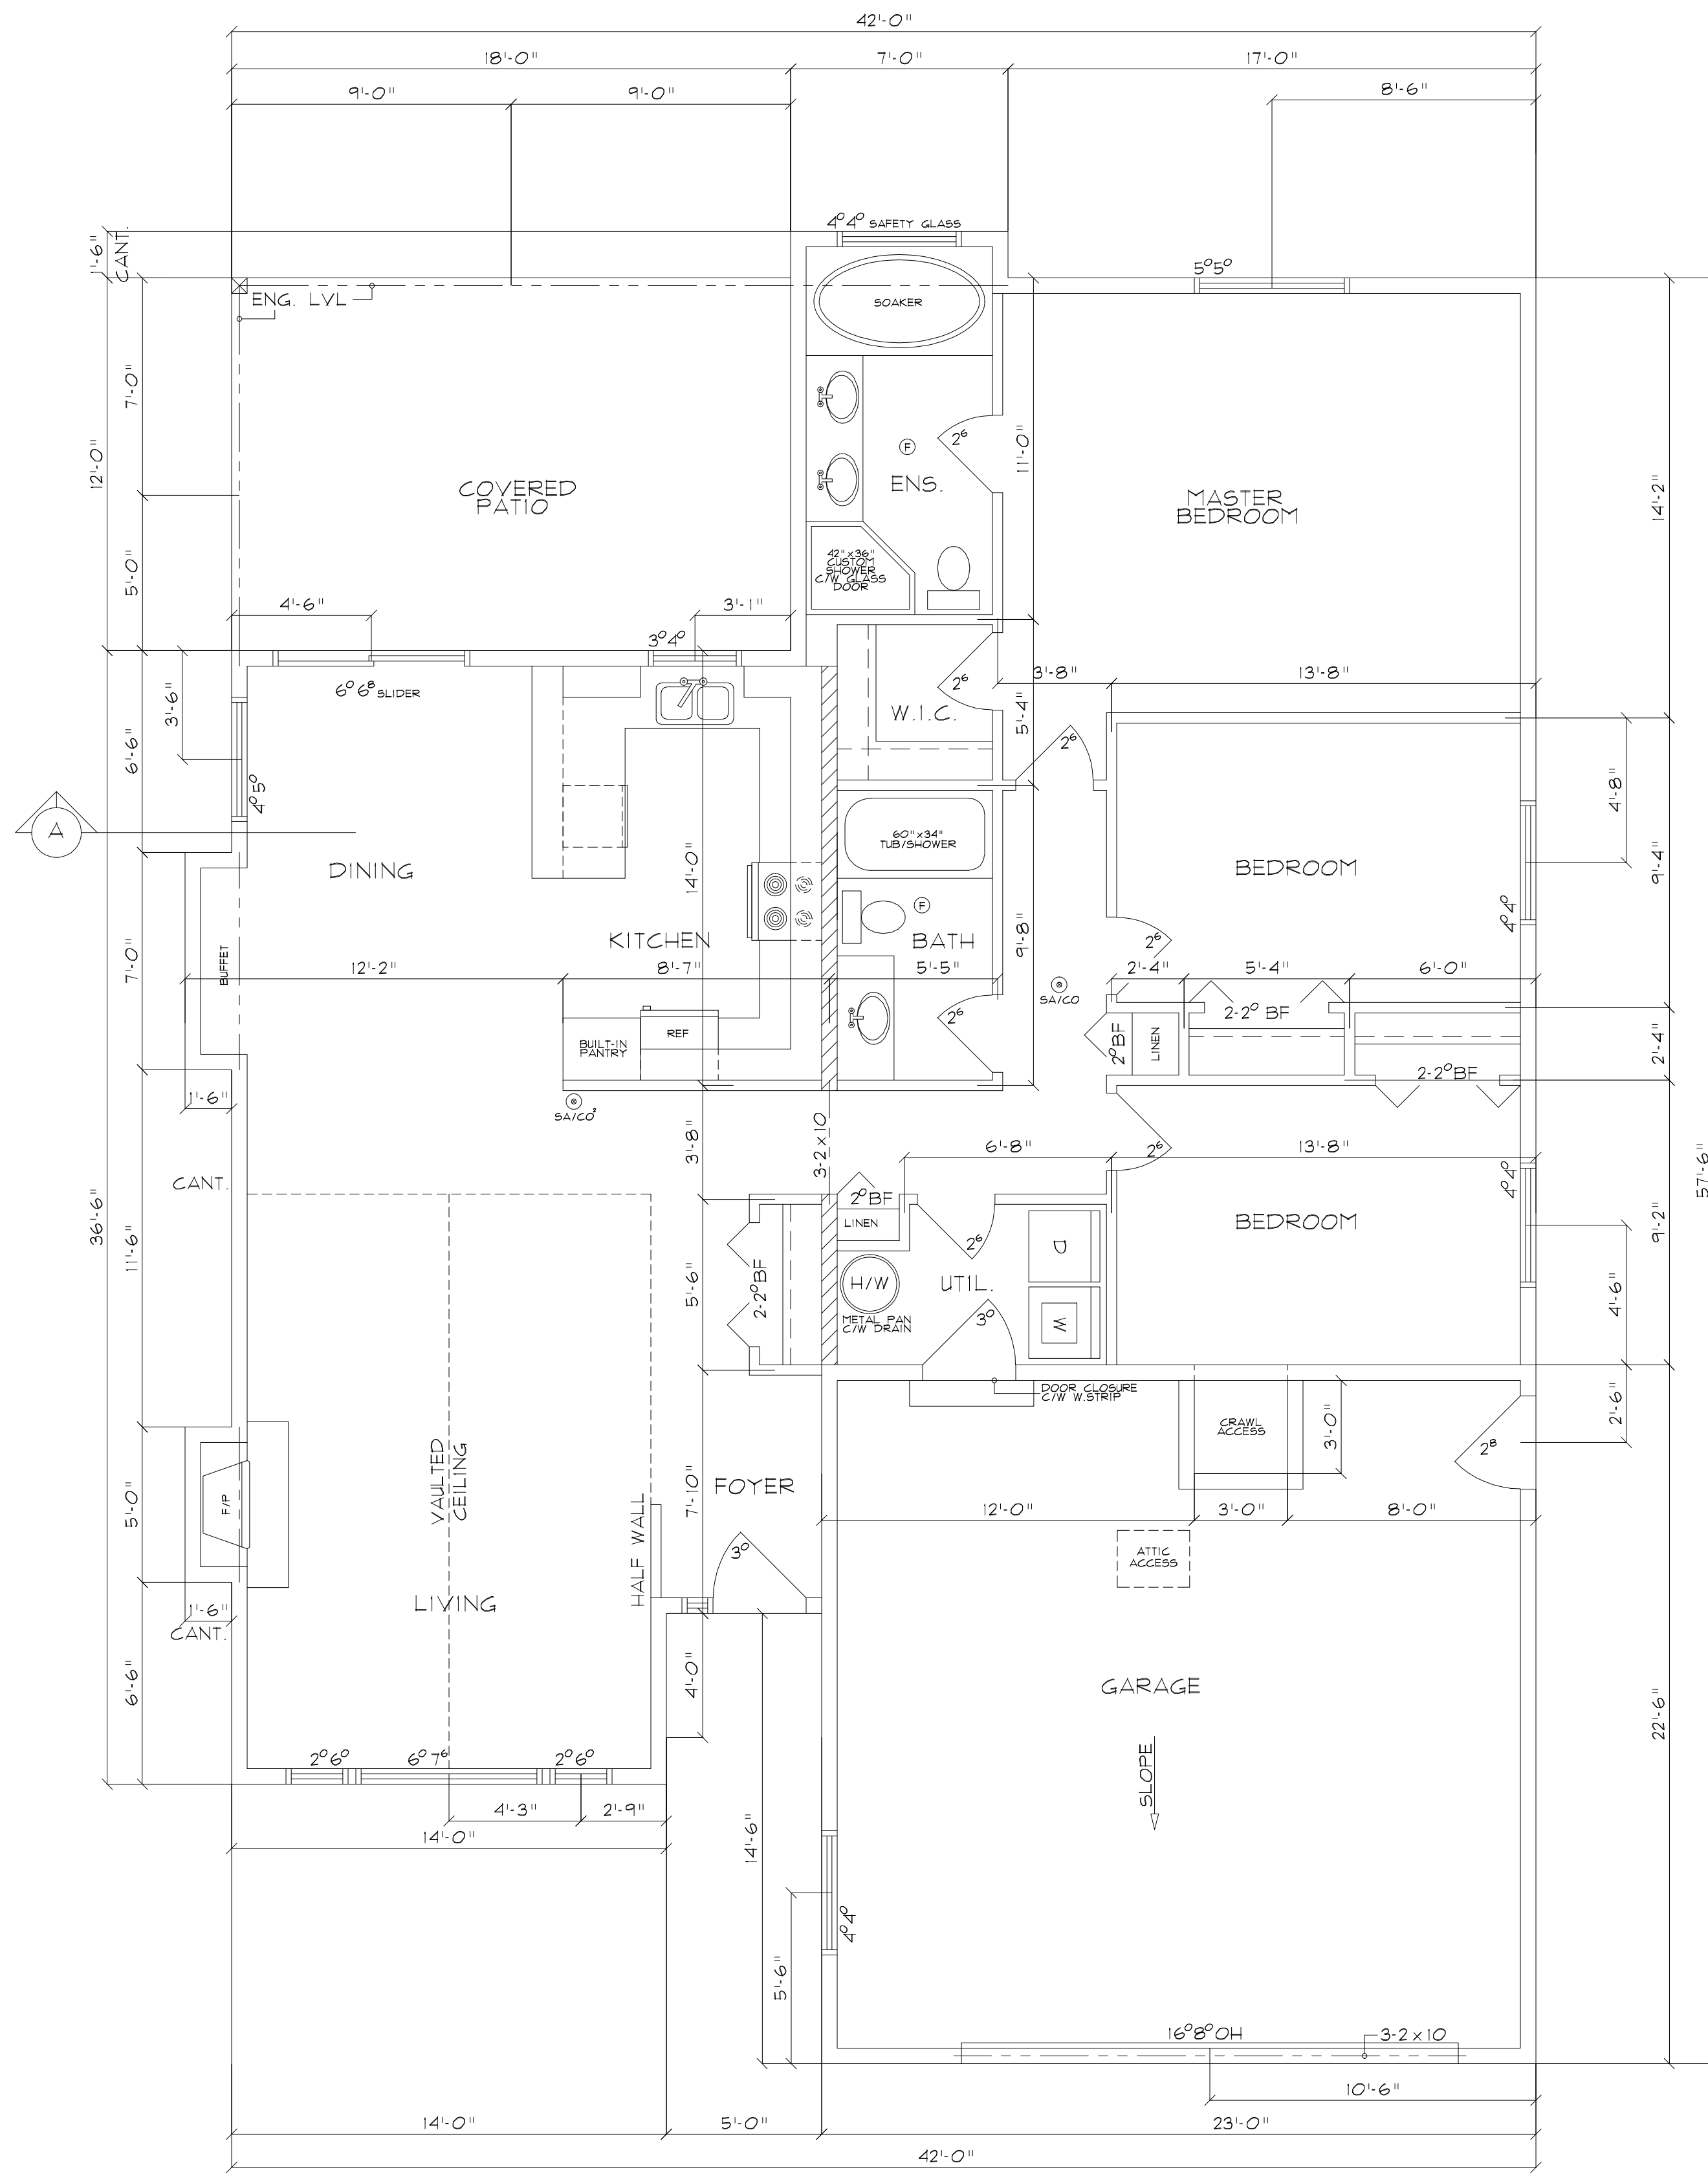 42'-0"
18'-0" 7'-0" 17'-0"
9'-0" 9'-0" 8'-6"
1'-6"
CANT.
4⁰4⁰ SAFETY GLASS
5⁰5⁰
ENG. LVL
SOAKER
7'-0"
12'-0"
11'-0"
2⁶
F
ENS.
COVERED
PATIO
MASTER
BEDROOM
14'-2"
5'-0"
42"x36"
CUSTOM
SHOWER
C/W GLASS
DOOR
4'-6" 3'-1"
3⁰4⁰
6⁰6⁸ SLIDER
3'-6"
6'-6"
4⁰5⁰
2⁶
W.I.C.
3'-8" 13'-8"
5'-4"
2⁶
4'-8"
A
DINING
14'-0"
60"x34"
TUB/SHOWER
BEDROOM
9'-4"
4⁰4⁰
KITCHEN
F
BATH
9'-8"
2⁶
7'-0"
BUFFET
12'-2" 8'-7" 5'-5"
SA/CO
2'-4" 5'-4" 6'-0"
2-2⁰ BF
BUILT-IN
PANTRY
REF
2⁶
2⁰BF
LINEN
2'-4"
2-2⁰BF
1'-6"
SA/CO²
3'-8"
3-2x10
6'-8" 13'-8"
2⁶
4⁰4⁰
57'-6"
CANT.
36'-6"
11'-6"
2⁰BF
LINEN
BEDROOM
9'-2"
2⁶
D
5'-6"
2-2⁰BF
H/W
UTIL.
METAL PAN
C/W DRAIN
3⁰
W
4'-6"
DOOR CLOSURE
C/W W.STRIP
CRAWL
ACCESS
3'-0"
2'-6"
2⁸
VAULTED
CEILING
FOYER
7'-10"
5'-0"
F/P
HALF WALL
12'-0" 3'-0" 8'-0"
3⁰
ATTIC
ACCESS
1'-6"
CANT.
LIVING
6'-6"
4'-0"
GARAGE
22'-6"
SLOPE
2⁰6⁰ 6⁰7⁶ 2⁰6⁰
4'-3" 2'-9"
14'-0"
14'-6"
4⁰4⁰
5'-6"
16⁰8⁰OH
3-2x10
10'-6"
14'-0" 5'-0" 23'-0"
42'-0"